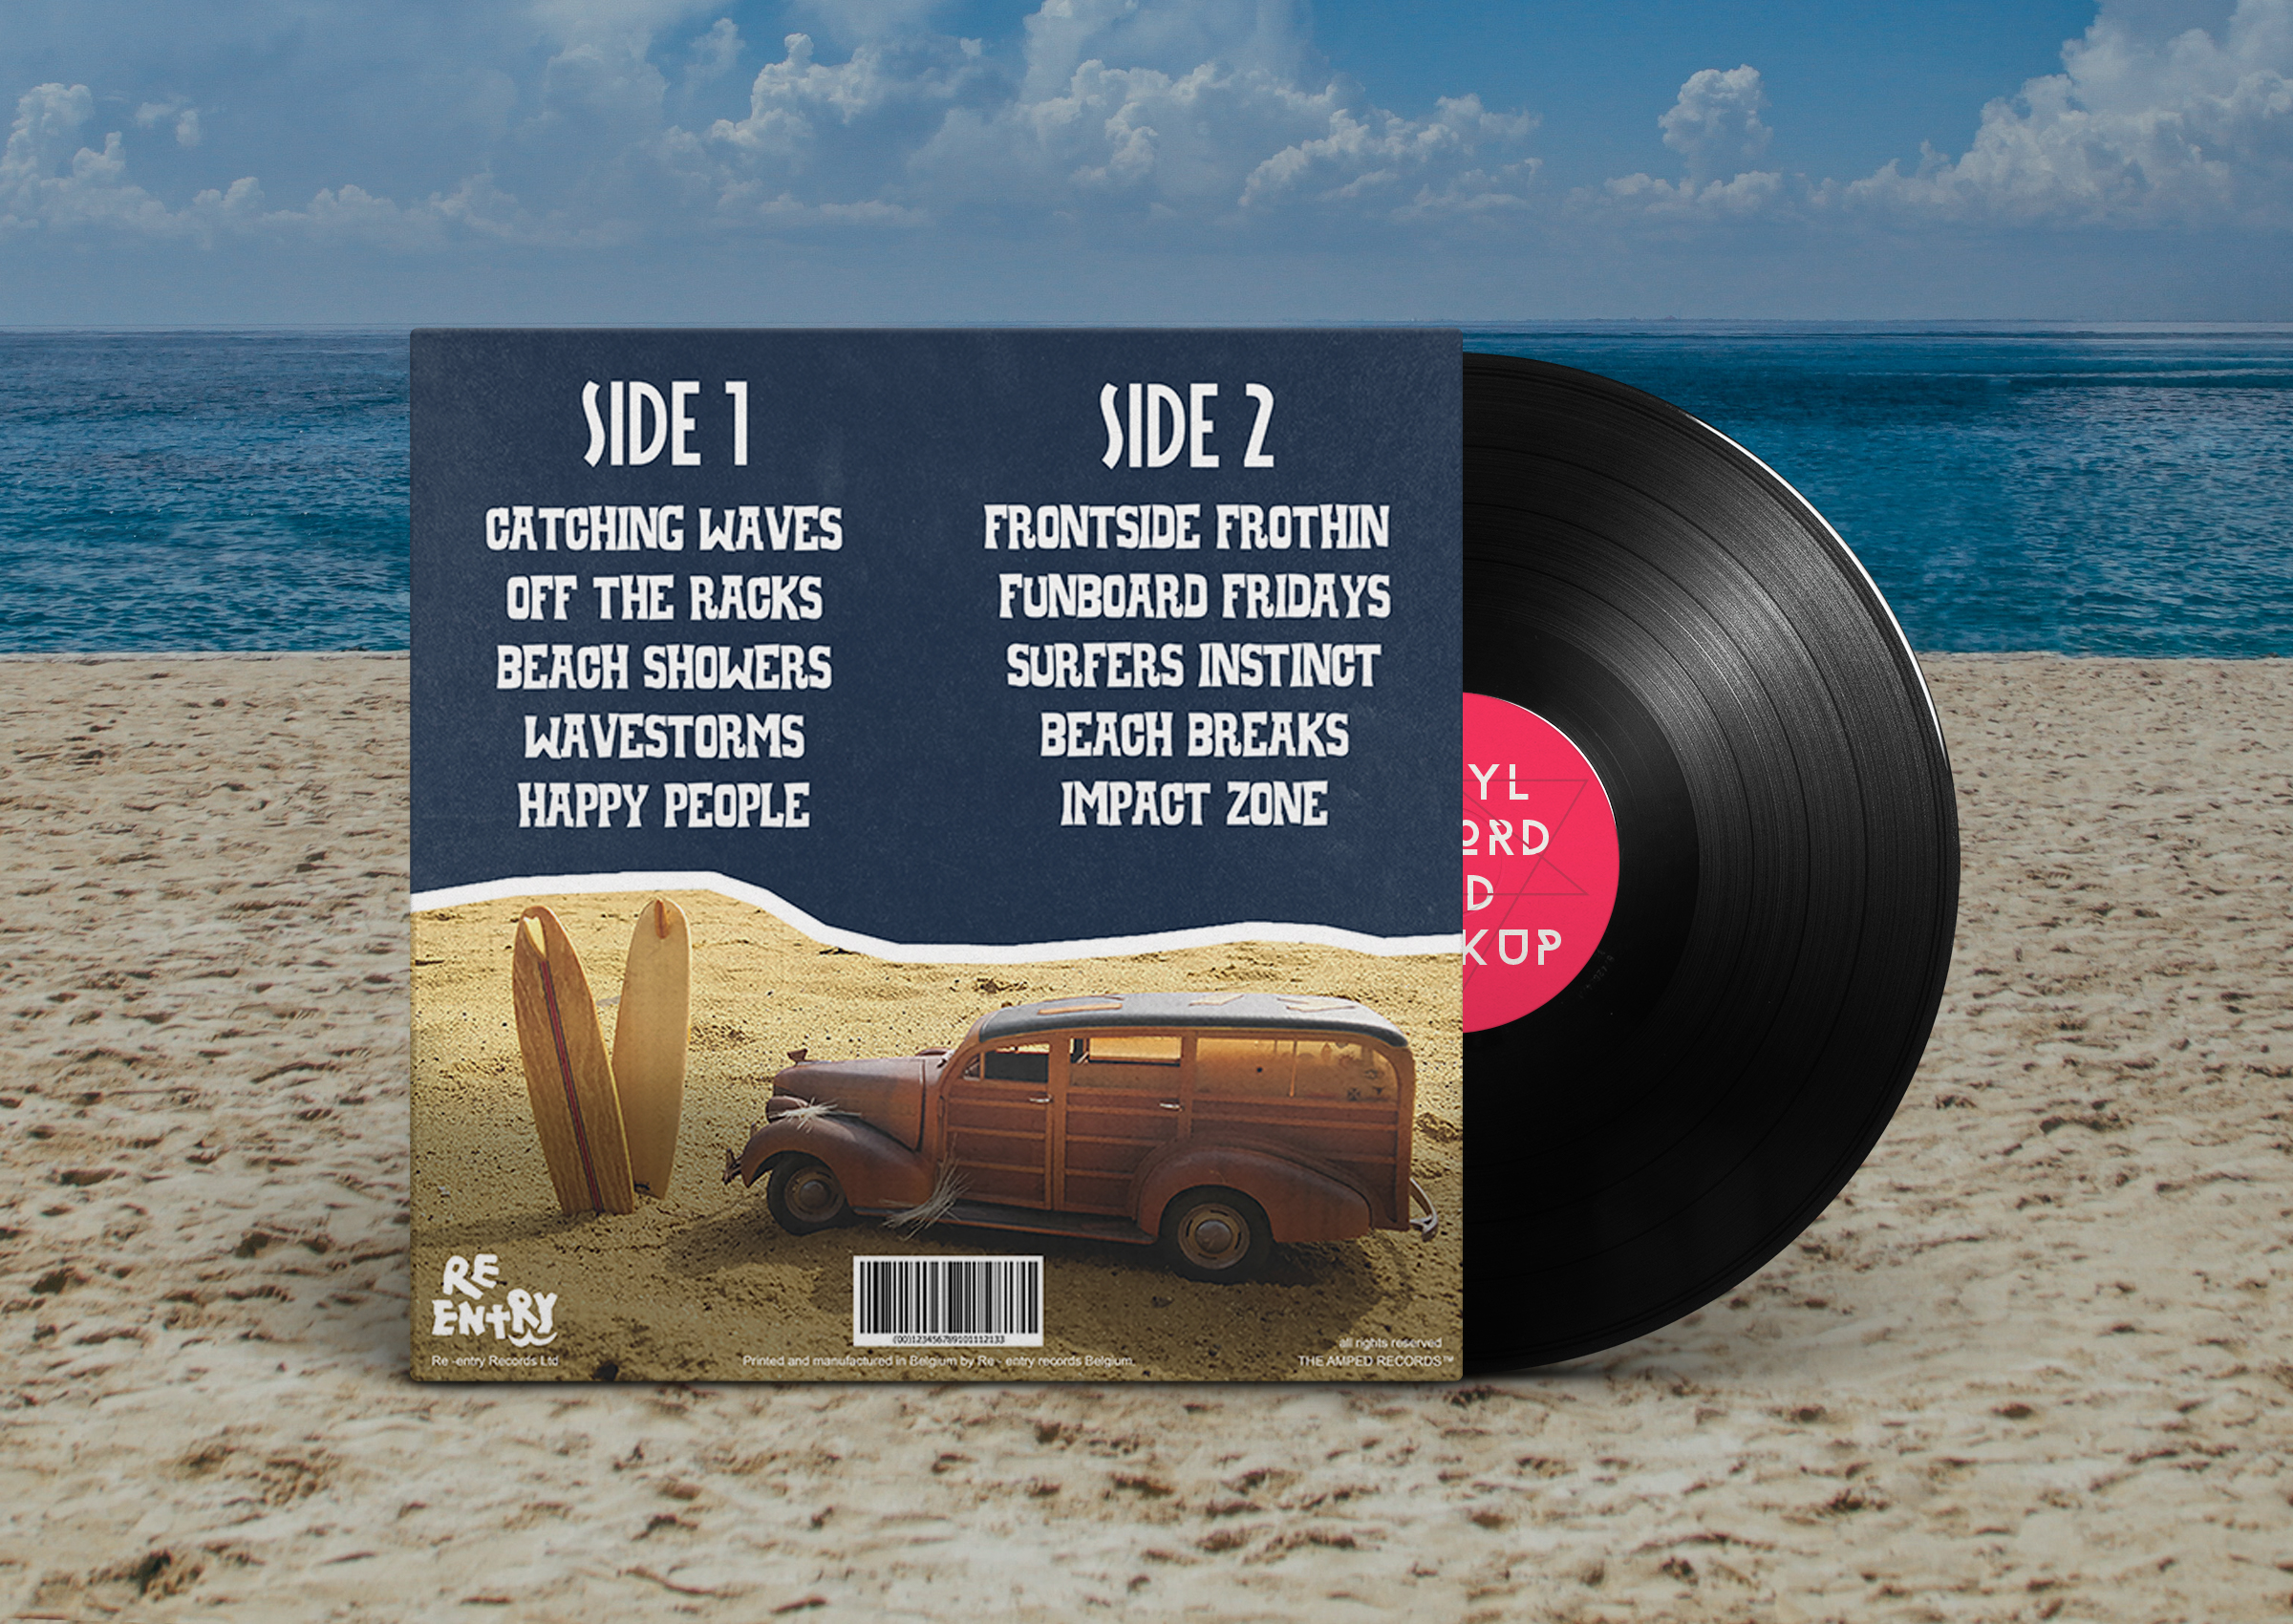 SIDE 1
CATCHING WAVES
OFF THE RACKS
BEACH SHOWERS
WAVESTORMS
HAPPY PEOPLE
SIDE 2
FRONTSIDE FROTHIN
FUNBOARD FRIDAYS
SURFERS INSTINCT
BEACH BREAKS
IMPACT ZONE
YL
ORD
D
KUP
RE
ENTRY
Re -entry Records Ltd
(00)123456789101112133
Printed and manufactured in Belgium by Re - entry records Belgium.
all rights reserved
THE AMPED RECORDS™